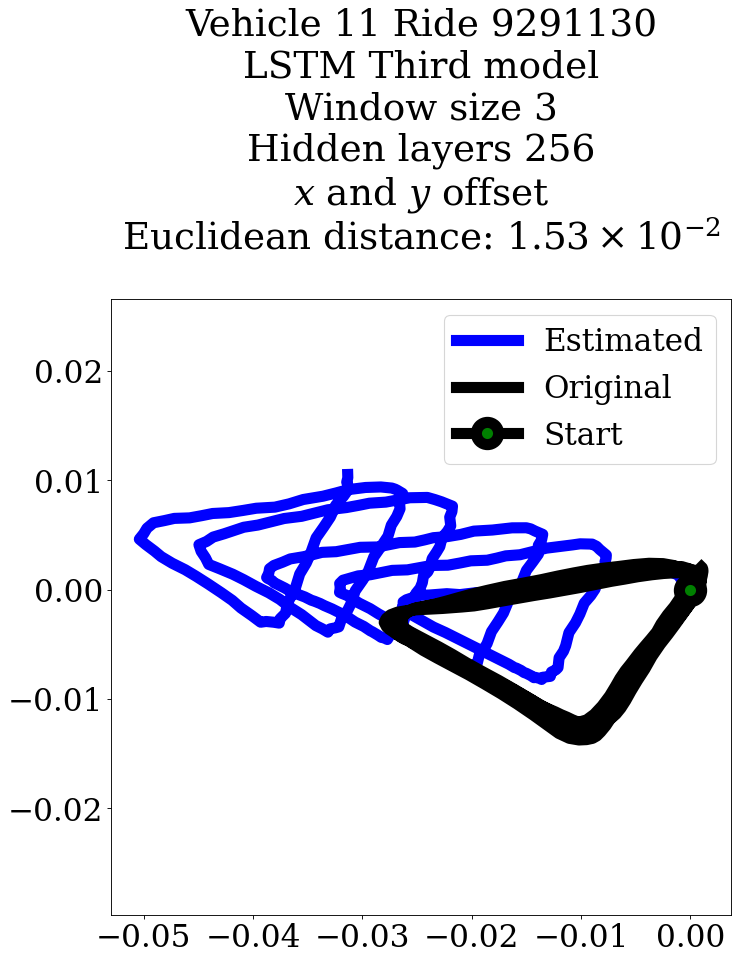 Vehicle 11 Ride 9291130
LSTM Third model
Window size 3
Hidden layers 256
x and y offset
Euclidean distance: 1.53 × 10⁻²
Estimated
Original
Start
0.02
0.01
0.00
−0.01
−0.02
−0.05 −0.04 −0.03 −0.02 −0.01 0.00